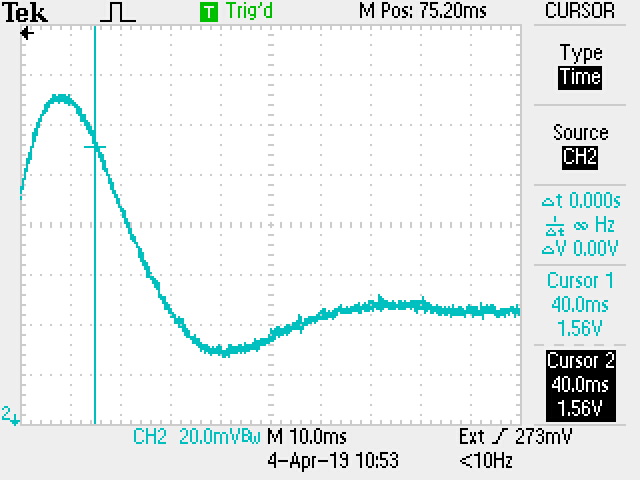 Tek T Trig'd M Pos: 75.20ms CURSOR
Type
Time
Source
CH2
Δt 0.000s
1/Δt ∞ Hz
ΔV 0.00V
Cursor 1
40.0ms
1.56V
Cursor 2
40.0ms
1.56V
2
CH2 20.0mVBw M 10.0ms Ext 273mV
4-Apr-19 10:53 <10Hz